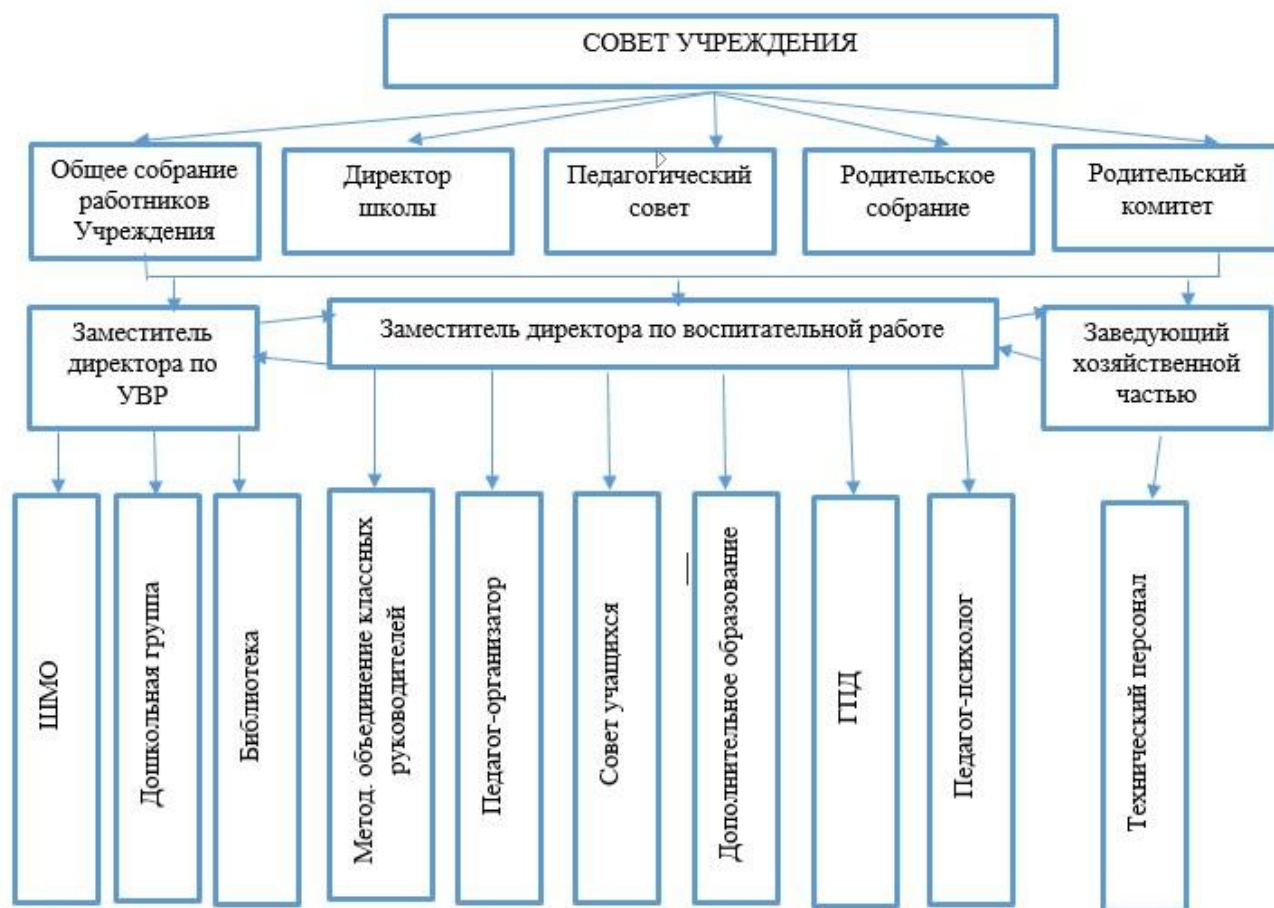 СОВЕТ УЧРЕЖДЕНИЯ
Общее собрание
работников
Учреждения
Директор
школы
Педагогический
совет
Родительское
собрание
Родительский
комитет
Заместитель
директора по
УВР
Заместитель директора по воспитательной работе
Заведующий
хозяйственной
частью
ШМО
Дошкольная группа
Библиотека
Метод. объединение классных
руководителей
Педагог-организатор
Совет учащихся
Дополнительное образование
ГПД
Педагог-психолог
Технический персонал